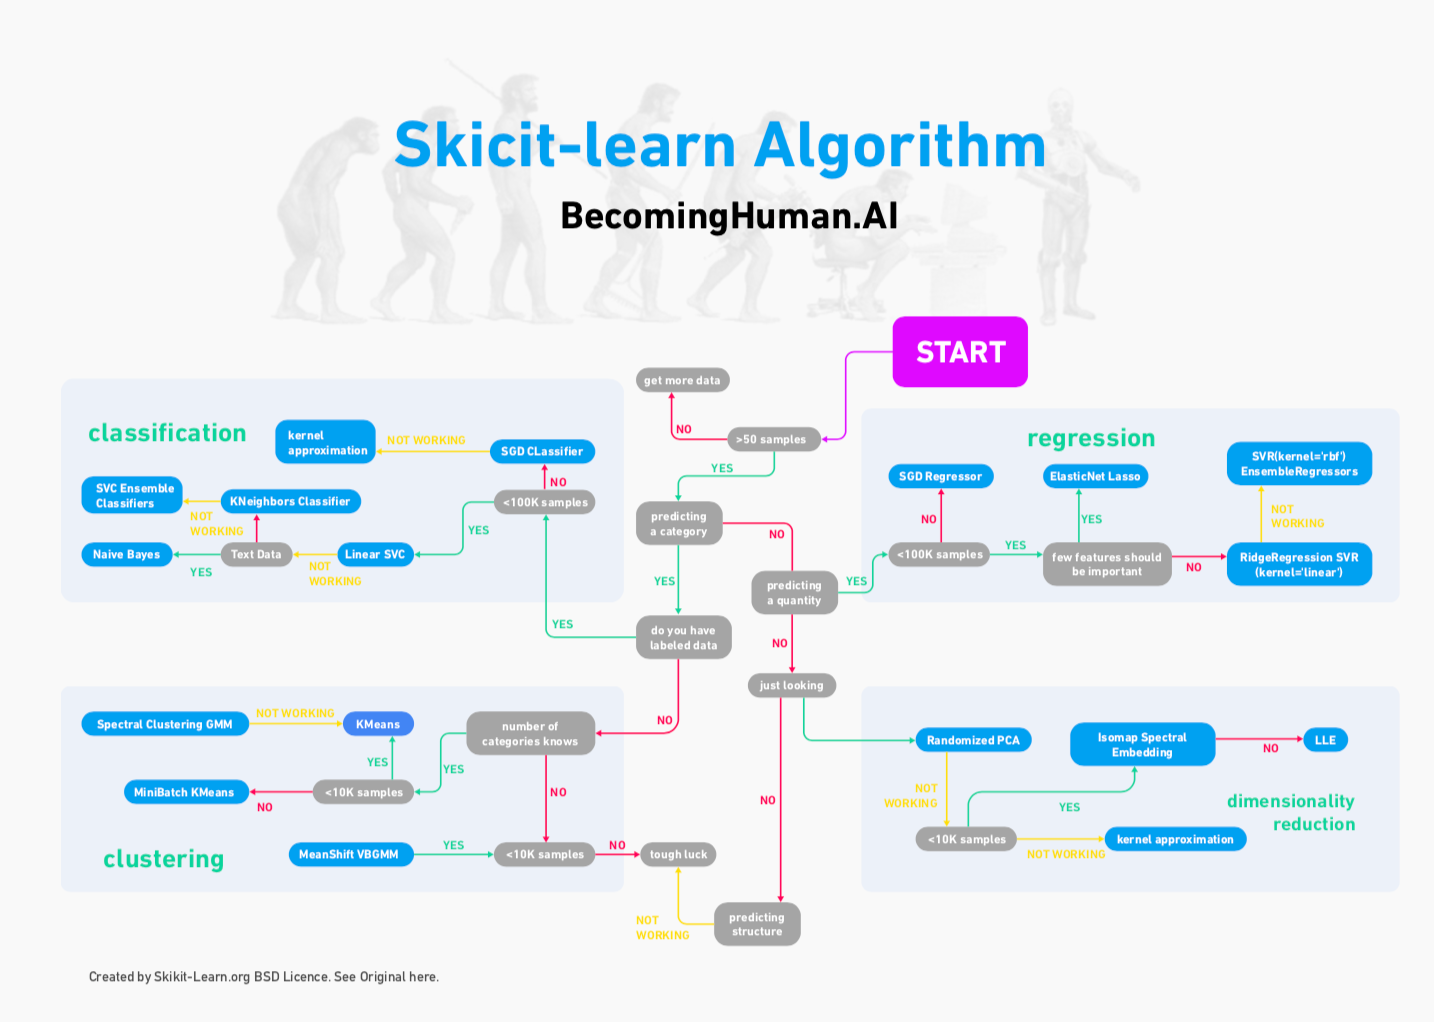 Skicit-learn Algorithm
BecomingHuman.AI
START
get more data
NO
>50 samples
YES
predicting
a category
NO
YES
predicting
a quantity
YES
NO
do you have
labeled data
YES
NO
just looking
NO
classification
kernel
approximation
NOT WORKING
SGD CLassifier
NO
<100K samples
YES
SVC Ensemble
Classifiers
KNeighbors Classifier
NOT
WORKING
Naive Bayes
YES
Text Data
NOT
WORKING
Linear SVC
regression
SGD Regressor
NO
<100K samples
YES
ElasticNet Lasso
YES
few features should
be important
NO
SVR(kernel='rbf')
EnsembleRegressors
NOT
WORKING
RidgeRegression SVR
(kernel='linear')
Spectral Clustering GMM
NOT WORKING
KMeans
YES
number of
categories knows
YES
NO
MiniBatch KMeans
NO
<10K samples
clustering
MeanShift VBGMM
YES
<10K samples
NO
tough luck
NOT
WORKING
predicting
structure
Randomized PCA
NOT
WORKING
<10K samples
YES
Isomap Spectral
Embedding
NO
LLE
NOT WORKING
kernel approximation
dimensionality
reduction
Created by Skikit-Learn.org BSD Licence. See Original here.